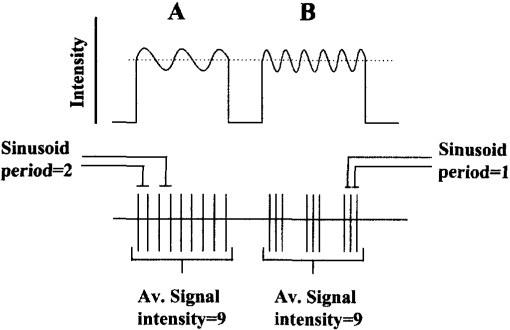 A
B
Intensity
Sinusoid
period=2
Sinusoid
period=1
Av. Signal
intensity=9
Av. Signal
intensity=9